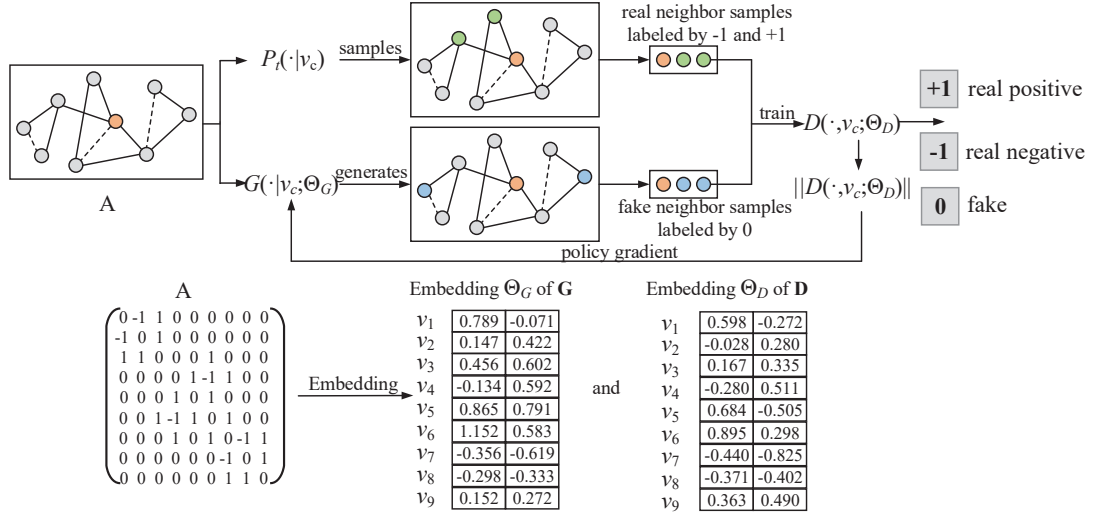 real neighbor samples
labeled by -1 and +1
P_t(·|v_c)
samples
train
D(·,v_c;Θ_D)
+1 real positive
-1 real negative
0 fake
A
G(·|v_c;Θ_G)
generates
||D(·,v_c;Θ_D)||
fake neighbor samples
labeled by 0
policy gradient
A
0 -1 1 0 0 0 0 0 0
-1 0 1 0 0 0 0 0 0
1 1 0 0 0 1 0 0 0
0 0 0 0 1 -1 1 0 0
0 0 0 1 0 1 0 0 0
0 0 1 -1 1 0 1 0 0
0 0 0 1 0 1 0 -1 1
0 0 0 0 0 0 -1 0 1
0 0 0 0 0 0 1 1 0
Embedding
Embedding Θ_G of G
v1 0.789 -0.071
v2 0.147 0.422
v3 0.456 0.602
v4 -0.134 0.592
v5 0.865 0.791
v6 1.152 0.583
v7 -0.356 -0.619
v8 -0.298 -0.333
v9 0.152 0.272
and
Embedding Θ_D of D
v1 0.598 -0.272
v2 -0.028 0.280
v3 0.167 0.335
v4 -0.280 0.511
v5 0.684 -0.505
v6 0.895 0.298
v7 -0.440 -0.825
v8 -0.371 -0.402
v9 0.363 0.490